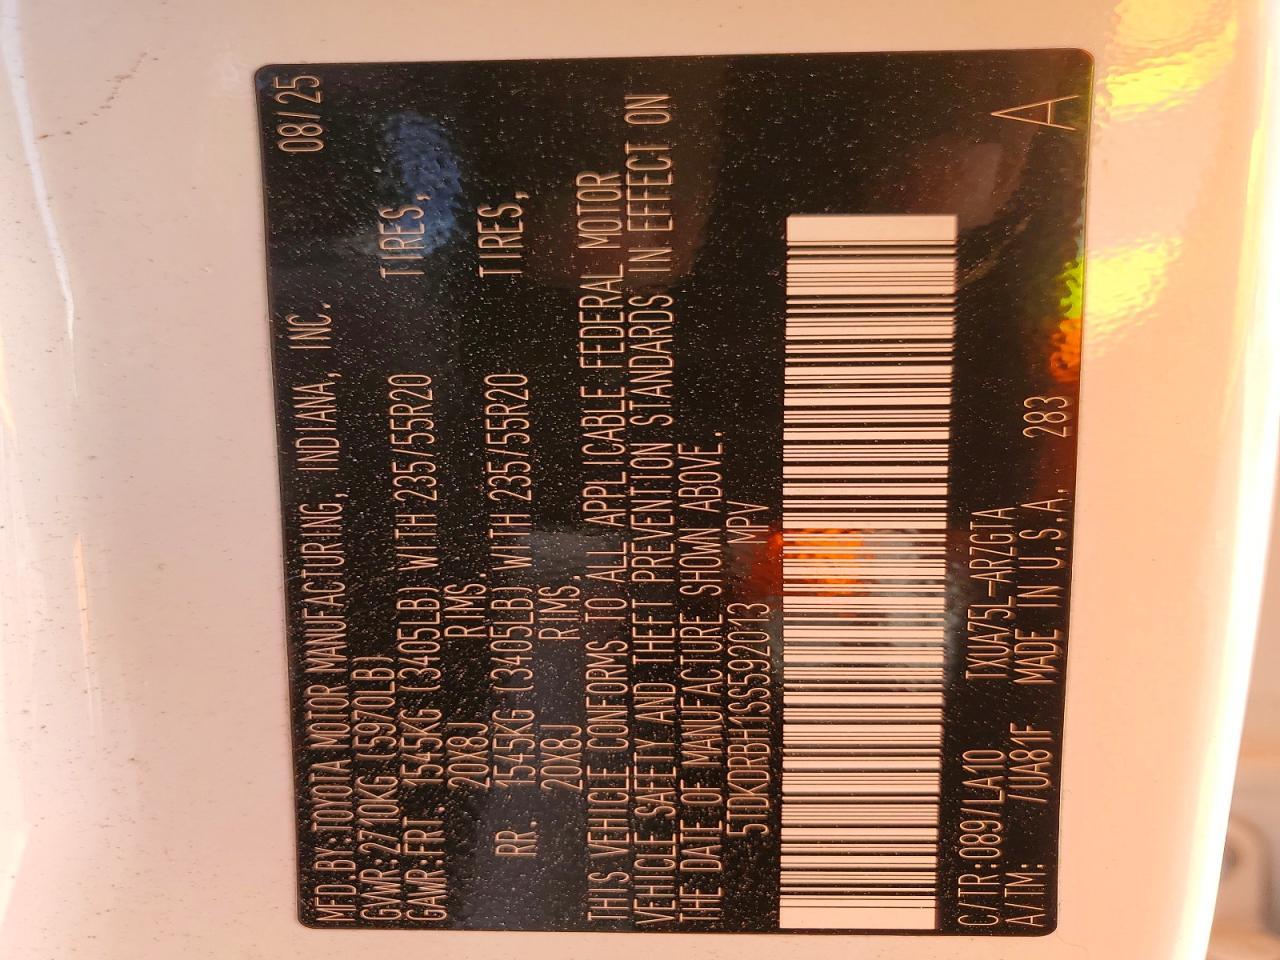 MFD.BY:TOYOTA MOTOR MANUFACTURING, INDIANA, INC. 08/25
GVWR:2710KG (5970LB)
GAWR:FRT. 1545KG (3405LB) WITH 235/55R20 TIRES,
20X8J RIMS.
RR. 1545KG (3405LB) WITH 235/55R20 TIRES,
20X8J RIMS.
THIS VEHICLE CONFORMS TO ALL APPLICABLE FEDERAL MOTOR
VEHICLE SAFETY AND THEFT PREVENTION STANDARDS IN EFFECT ON
THE DATE OF MANUFACTURE SHOWN ABOVE.
5TDKDRBH1SS592013 MPV
C/TR:089/LA10 TXUA75L-ARZGTA
A/TM: /UA81F MADE IN U.S.A. 283 A